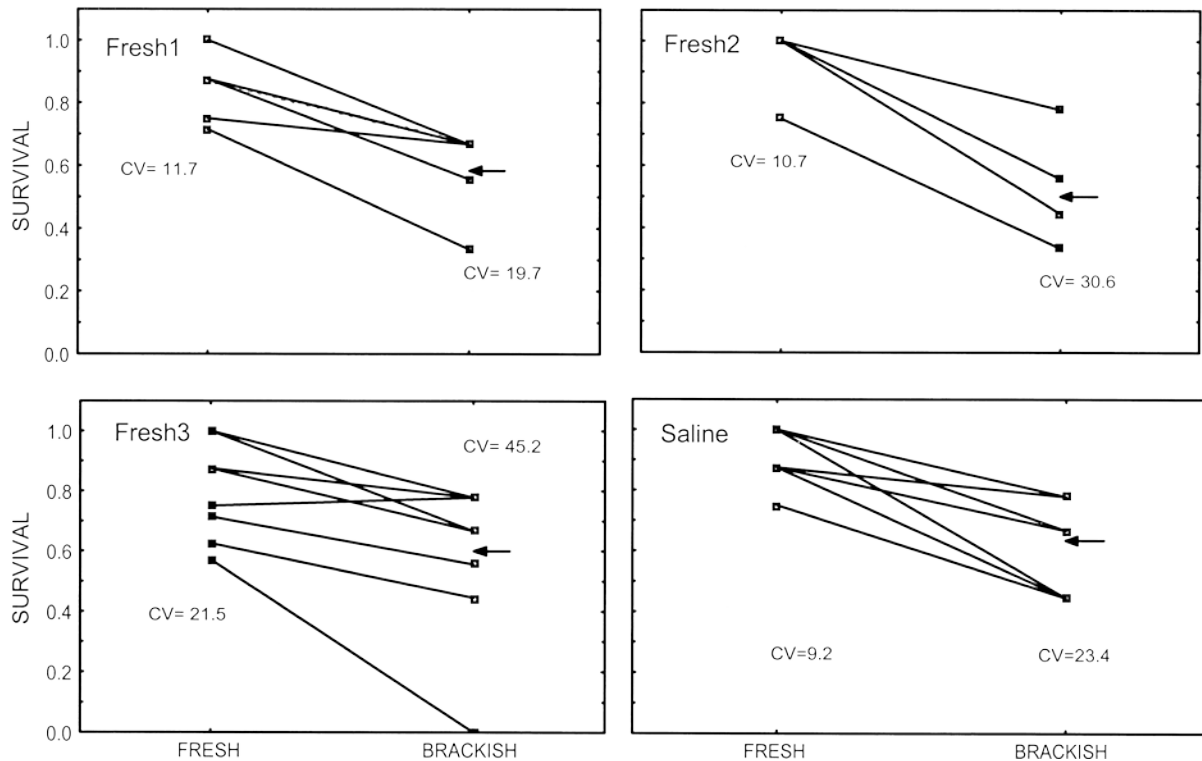 Fresh1
1.0
0.8
0.6
0.4
0.2
0.0
SURVIVAL
CV= 11.7
CV= 19.7
Fresh2
CV= 10.7
CV= 30.6
Fresh3
1.0
0.8
0.6
0.4
0.2
0.0
SURVIVAL
CV= 45.2
CV= 21.5
FRESH
BRACKISH
Saline
CV=9.2
CV=23.4
FRESH
BRACKISH